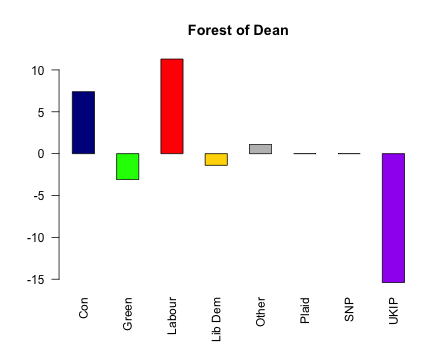 Forest of Dean
10
5
0
-5
-10
-15
Con
Green
Labour
Lib Dem
Other
Plaid
SNP
UKIP